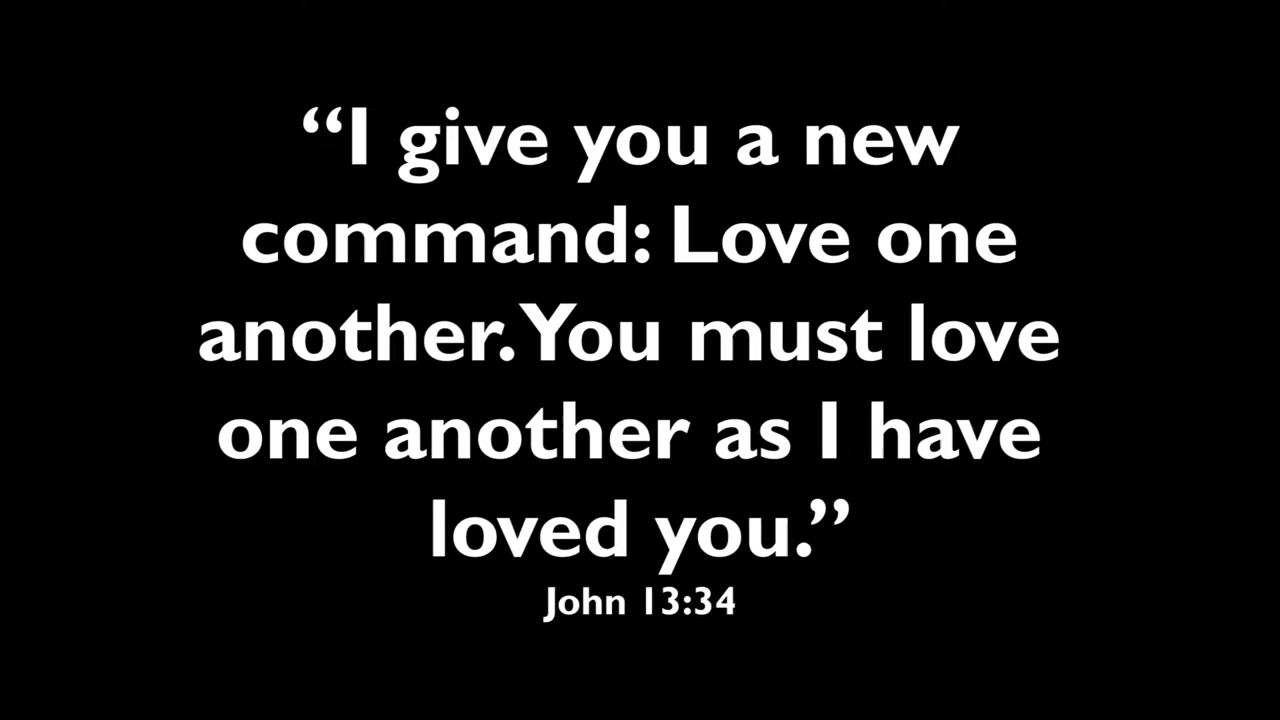 “I give you a new
command: Love one
another. You must love
one another as I have
loved you.”
John 13:34